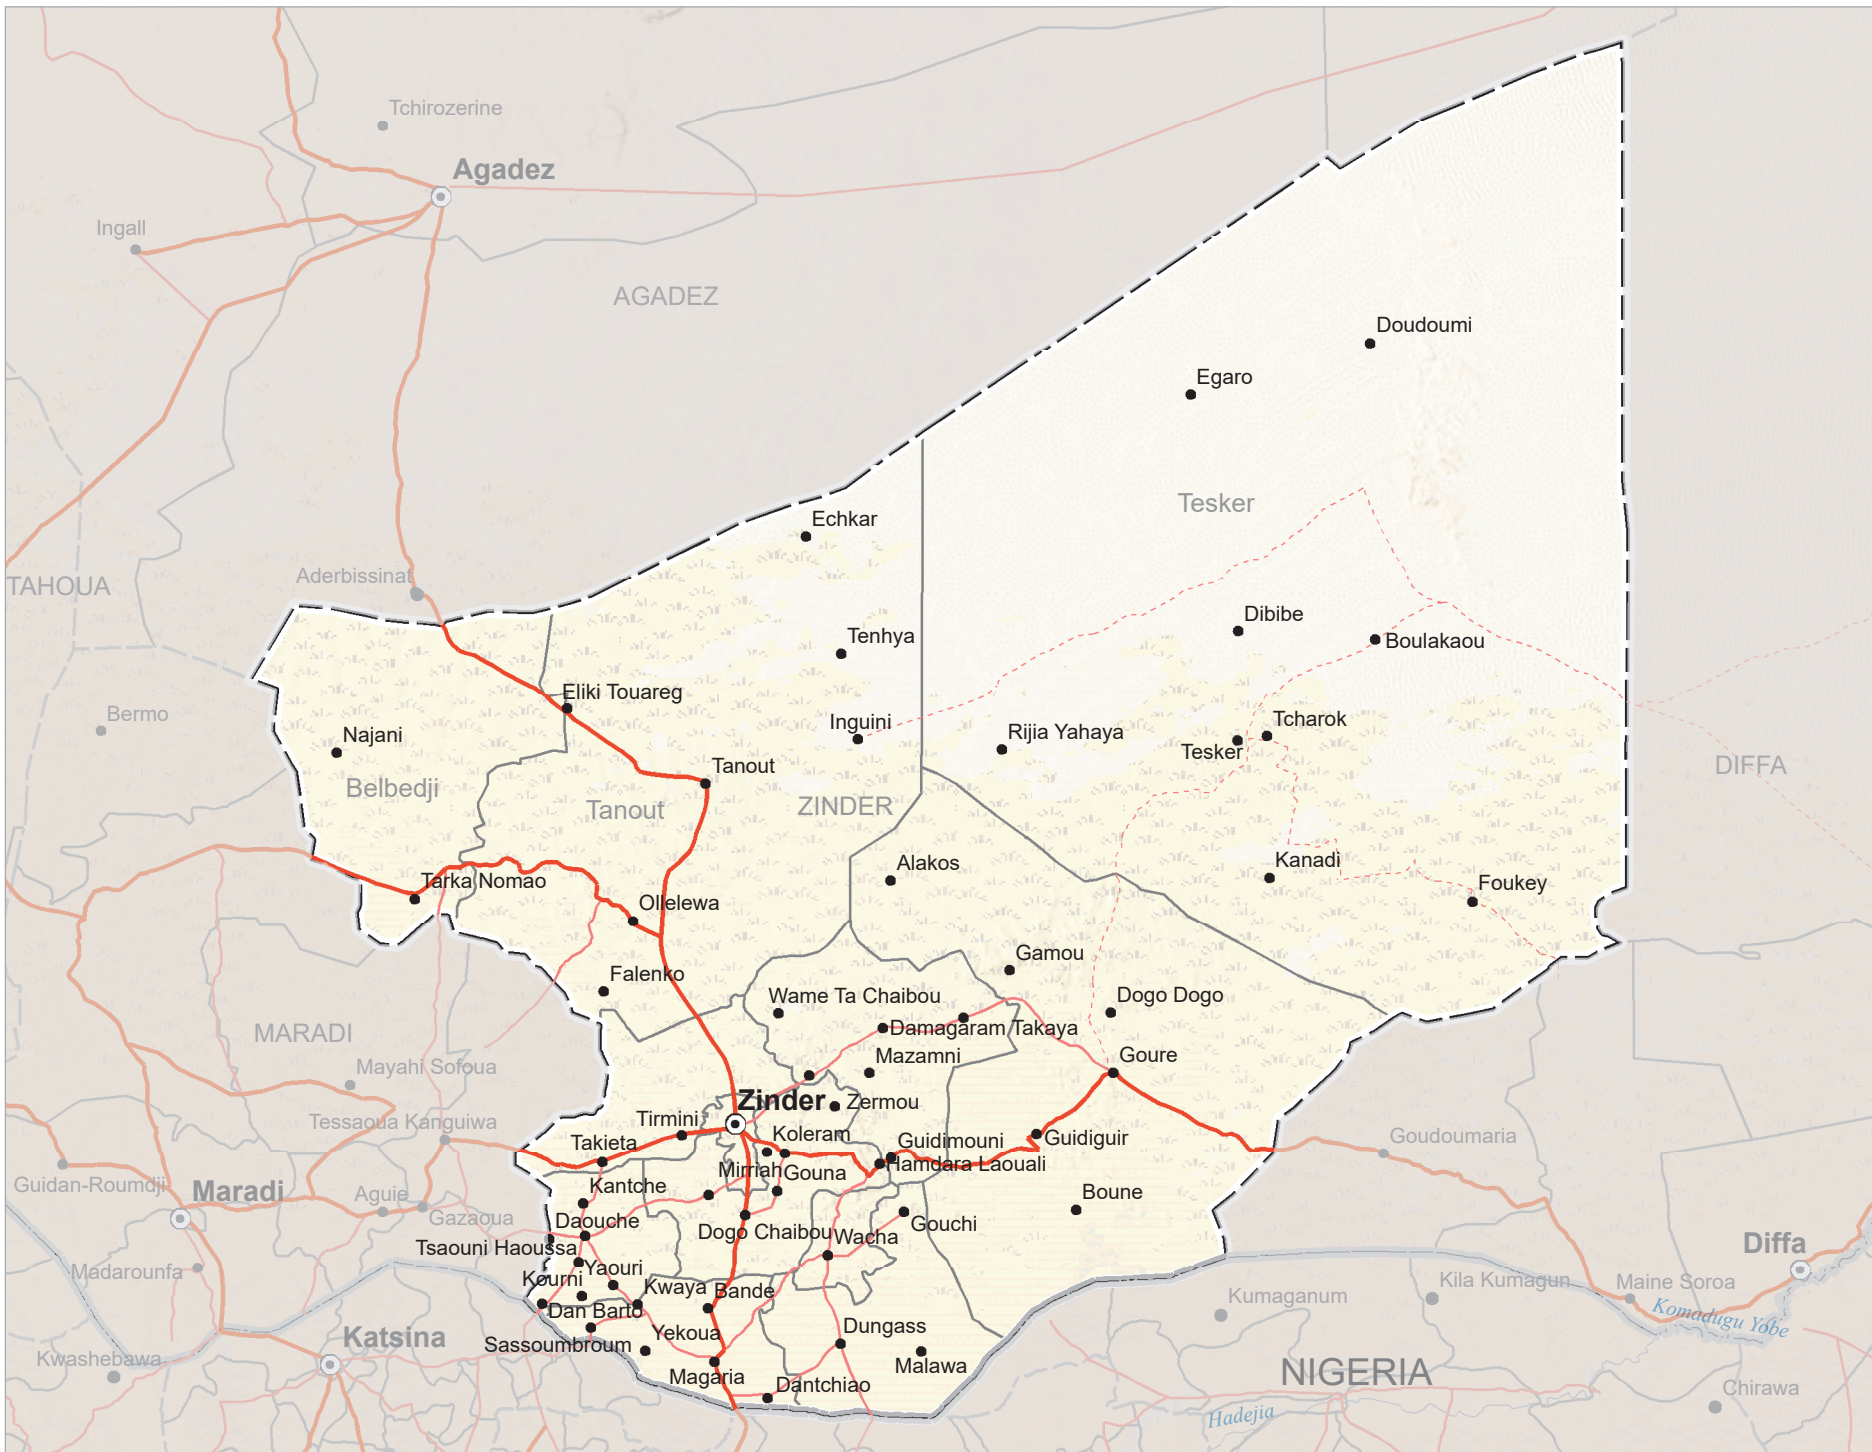 Tchirozerine
Agadez
Ingall
AGADEZ
Doudoumi
Egaro
Tesker
Echkar
Aderbissinat
TAHOUA
Dibibe
Tenhya
Boulakaou
Eliki Touareg
Bermo
Inguini
Tcharok
Najani
Rijia Yahaya
Tesker
Tanout
DIFFA
Belbedji
Tanout
ZINDER
Alakos
Kanadi
Tarka Nomao
Foukey
Ollelewa
Gamou
Falenko
Wame Ta Chaibou
Dogo Dogo
Damagaram Takaya
MARADI
Mazamni
Goure
Mayahi Sofoua
Zinder
Zermou
Tirmini
Tessaoua Kanguiwa
Koleram
Guidimouni
Guidiguir
Goudoumaria
Takieta
Hamdara Laouali
Mirriah
Gouna
Guidan-Roumdji
Kantche
Maradi
Aguie
Boune
Gazaoua
Daouche
Gouchi
Dogo Chaibou
Wacha
Tsaouni Haoussa
Diffa
Yaouri
Madarounfa
Kourni
Kila Kumagun
Maine Soroa
Kwaya
Bande
Kumaganum
Dan Barto
Komadugu Yobe
Dungass
Yekoua
Katsina
Sassoumbroum
Kwashebawa
Malawa
NIGERIA
Magaria
Dantchiao
Chirawa
Hadejia